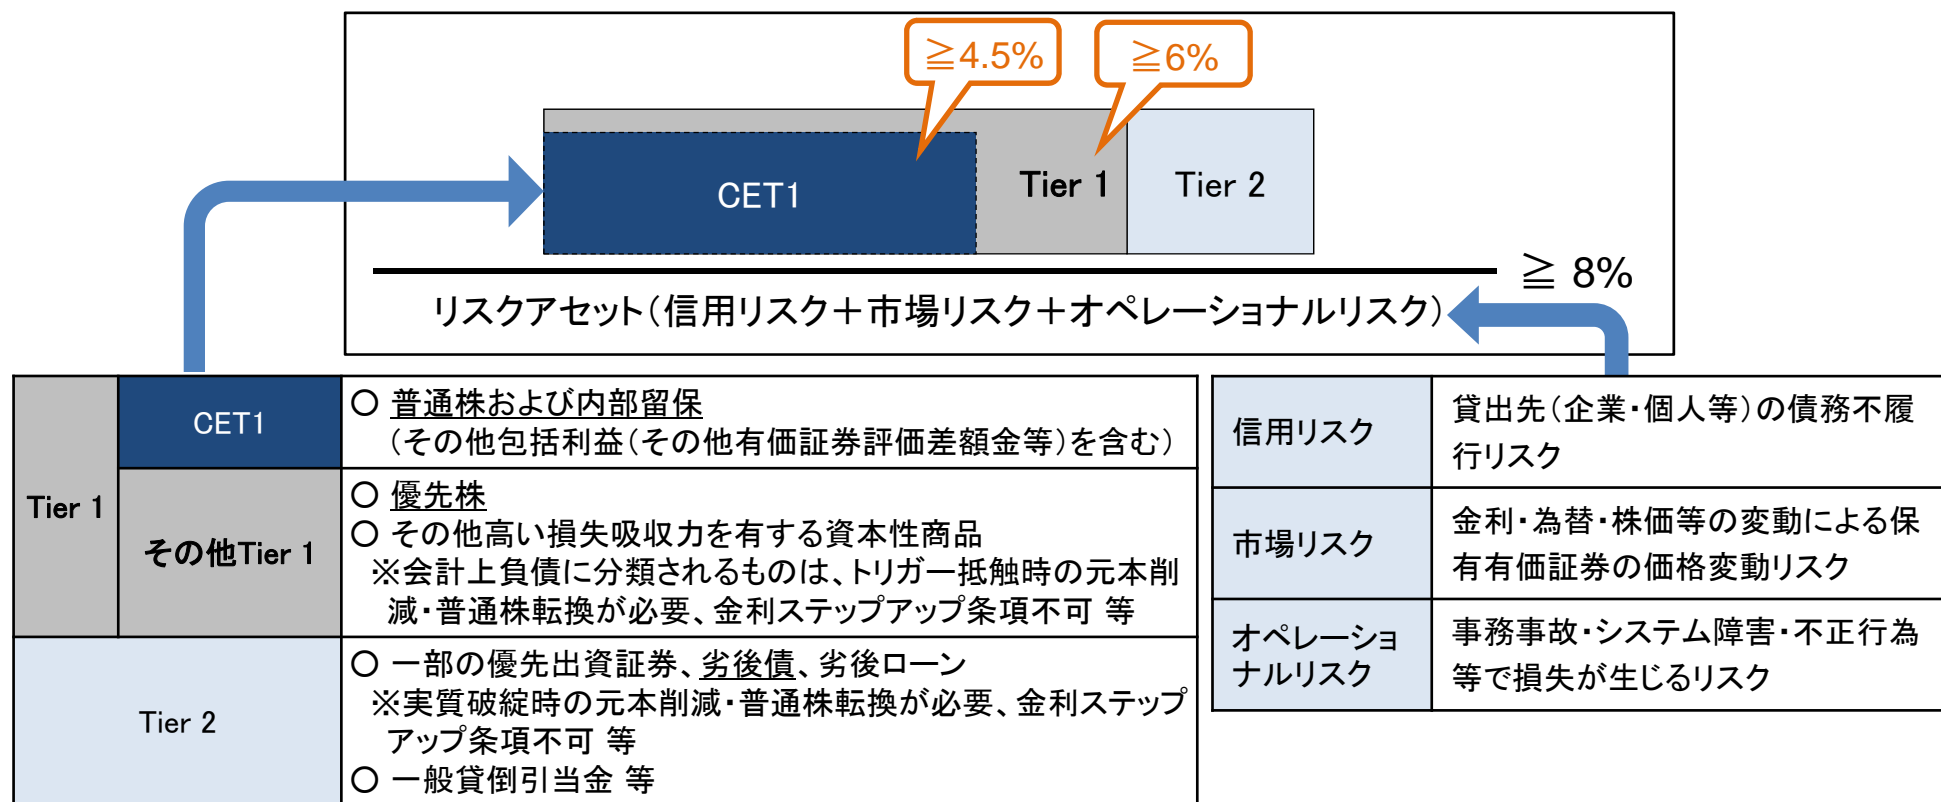 ≧4.5%
≧6%
CET1
Tier 1
Tier 2
≧ 8%
リスクアセット(信用リスク＋市場リスク＋オペレーショナルリスク)
Tier 1
CET1
○ 普通株および内部留保
(その他包括利益(その他有価証券評価差額金等)を含む)
その他Tier 1
○ 優先株
○ その他高い損失吸収力を有する資本性商品
※会計上負債に分類されるものは、トリガー抵触時の元本削
減・普通株転換が必要、金利ステップアップ条項不可 等
Tier 2
○ 一部の優先出資証券、劣後債、劣後ローン
※実質破綻時の元本削減・普通株転換が必要、金利ステップ
アップ条項不可 等
○ 一般貸倒引当金 等
信用リスク
貸出先(企業・個人等)の債務不履
行リスク
市場リスク
金利・為替・株価等の変動による保
有有価証券の価格変動リスク
オペレーショ
ナルリスク
事務事故・システム障害・不正行為
等で損失が生じるリスク